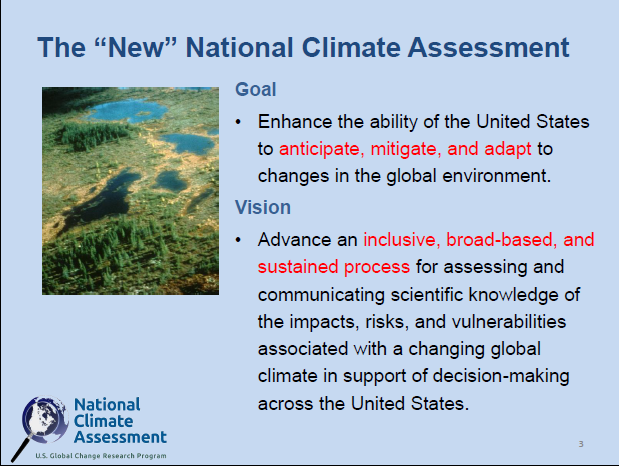 The “New” National Climate Assessment
Goal
• Enhance the ability of the United States
to anticipate, mitigate, and adapt to
changes in the global environment.
Vision
• Advance an inclusive, broad-based, and
sustained process for assessing and
communicating scientific knowledge of
the impacts, risks, and vulnerabilities
associated with a changing global
climate in support of decision-making
across the United States.
National
Climate
Assessment
U.S. Global Change Research Program
3